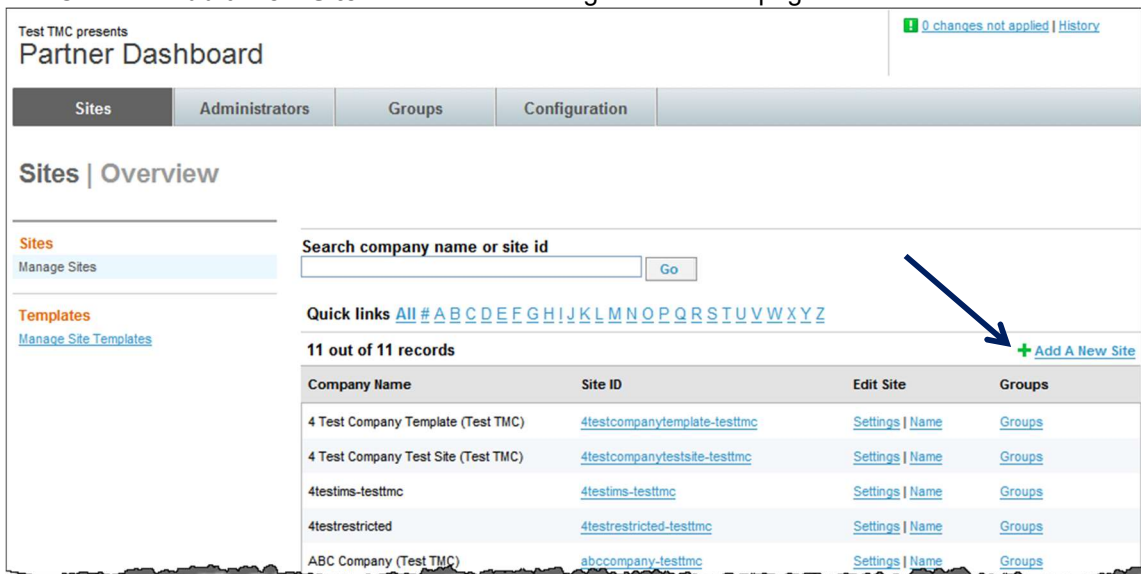 Test TMC presents
Partner Dashboard
0 changes not applied | History
Sites Administrators Groups Configuration
Sites | Overview
Sites
Manage Sites
Templates
Manage Site Templates
Search company name or site id
Go
Quick links All # A B C D E F G H I J K L M N O P Q R S T U V W X Y Z
11 out of 11 records
Add A New Site
Company Name Site ID Edit Site Groups
4 Test Company Template (Test TMC) 4testcompanytemplate-testtmc Settings | Name Groups
4 Test Company Test Site (Test TMC) 4testcompanytestsite-testtmc Settings | Name Groups
4testims-testtmc 4testims-testtmc Settings | Name Groups
4testrestricted 4testrestricted-testtmc Settings | Name Groups
ABC Company (Test TMC) abccompany-testtmc Settings | Name Groups